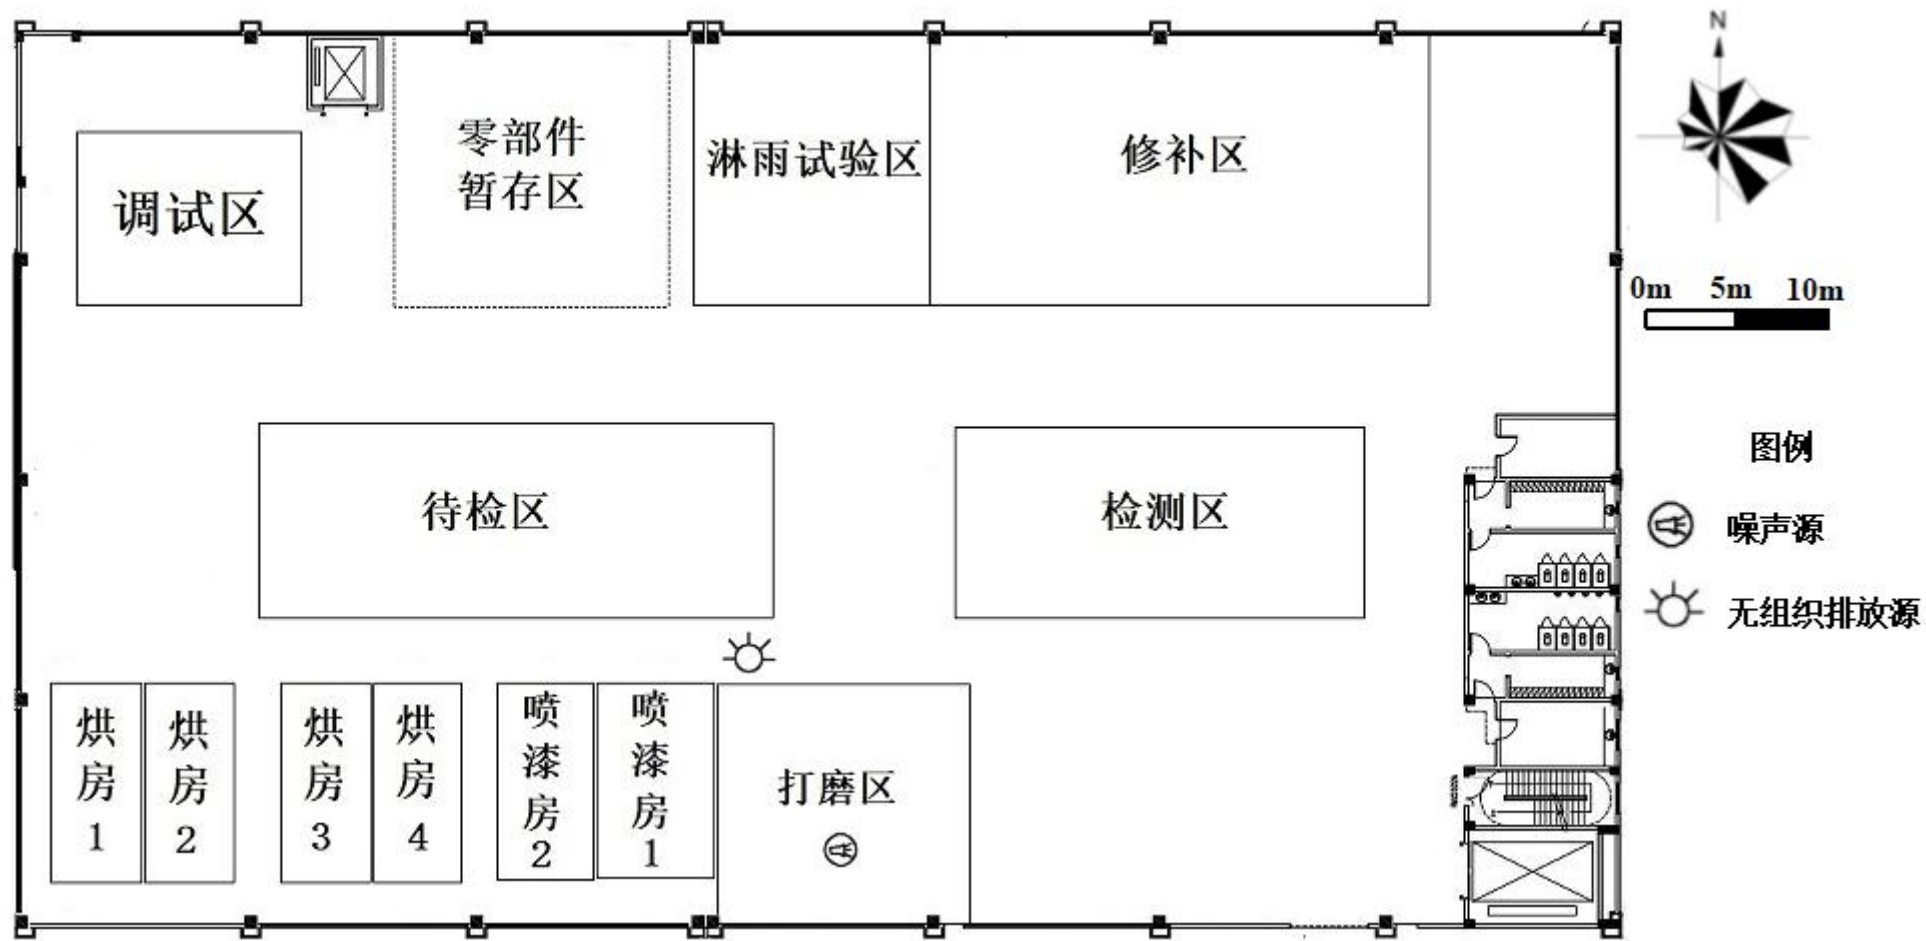 N
零部件
暂存区
淋雨试验区
修补区
调试区
0m 5m 10m
图例
待检区
检测区
噪声源
无组织排放源
烘房1
烘房2
烘房3
烘房4
喷漆房2
喷漆房1
打磨区